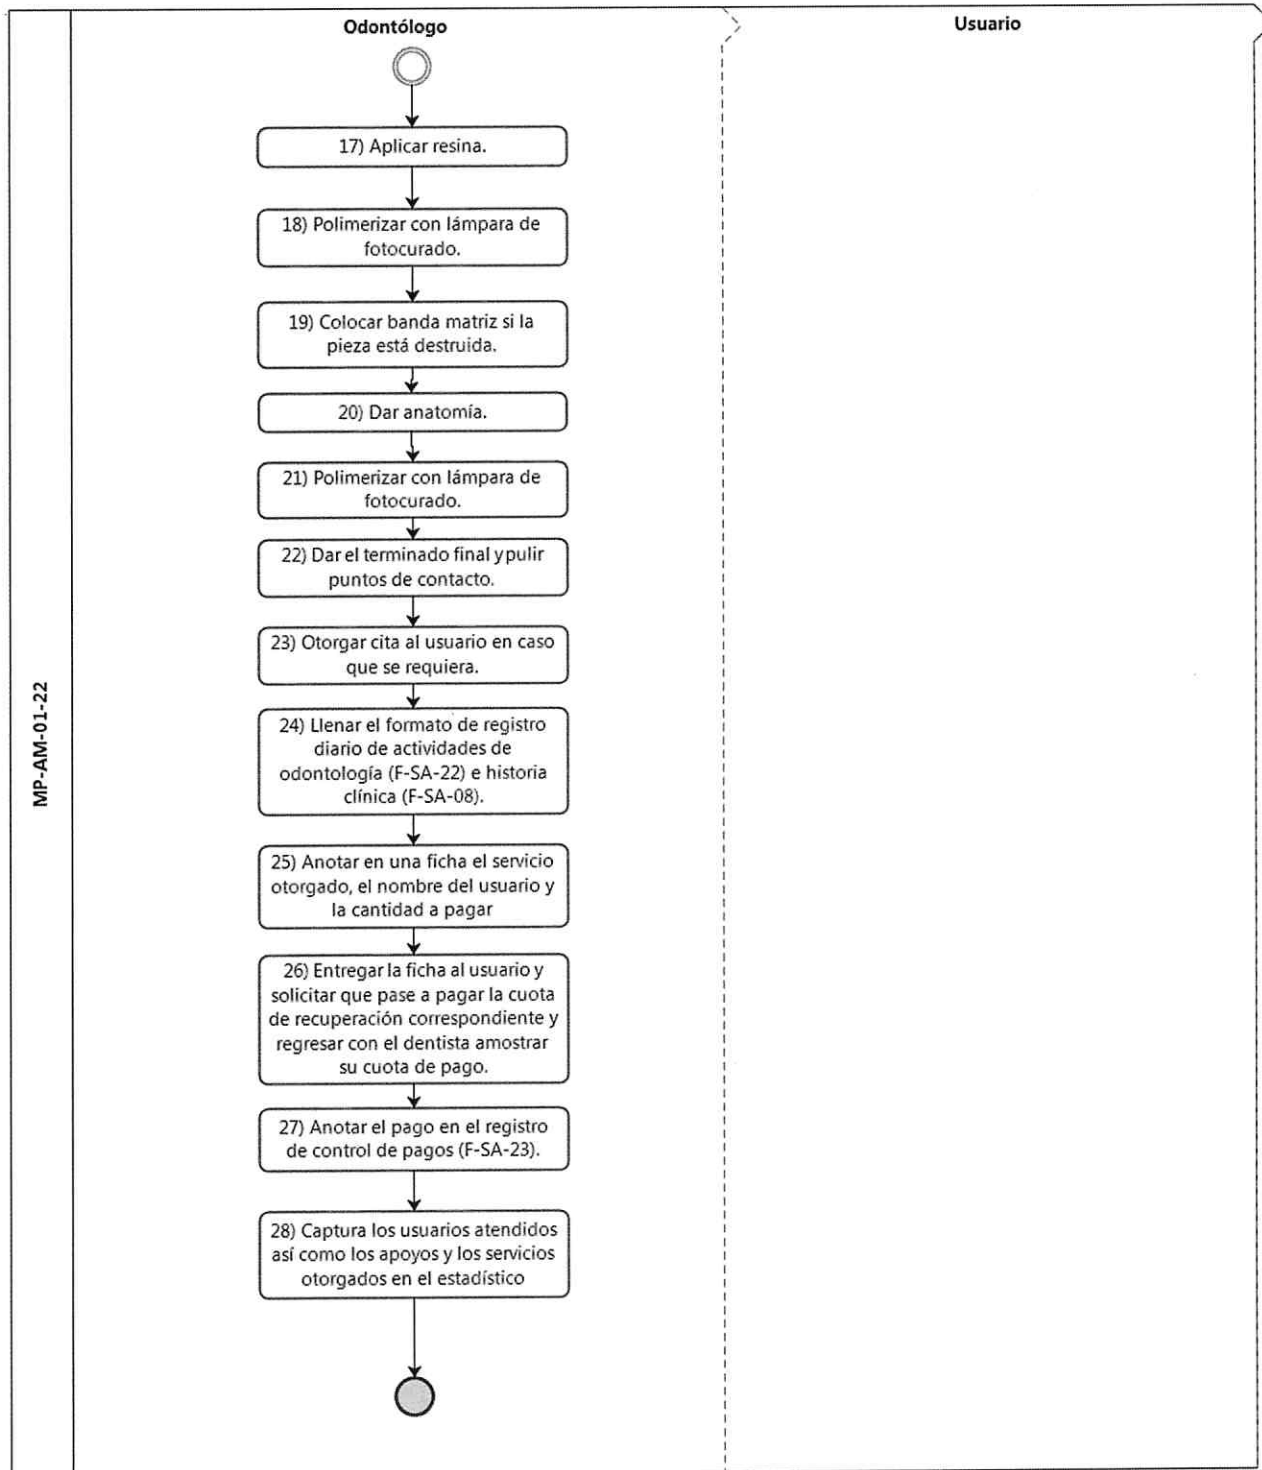 Odontólogo
Usuario
MP-AM-01-22
17) Aplicar resina.
18) Polimerizar con lámpara de
fotocurado.
19) Colocar banda matriz si la
pieza está destruida.
20) Dar anatomía.
21) Polimerizar con lámpara de
fotocurado.
22) Dar el terminado final y pulir
puntos de contacto.
23) Otorgar cita al usuario en caso
que se requiera.
24) Llenar el formato de registro
diario de actividades de
odontología (F-SA-22) e historia
clínica (F-SA-08).
25) Anotar en una ficha el servicio
otorgado, el nombre del usuario y
la cantidad a pagar
26) Entregar la ficha al usuario y
solicitar que pase a pagar la cuota
de recuperación correspondiente y
regresar con el dentista amostrar
su cuota de pago.
27) Anotar el pago en el registro
de control de pagos (F-SA-23).
28) Captura los usuarios atendidos
así como los apoyos y los servicios
otorgados en el estadístico